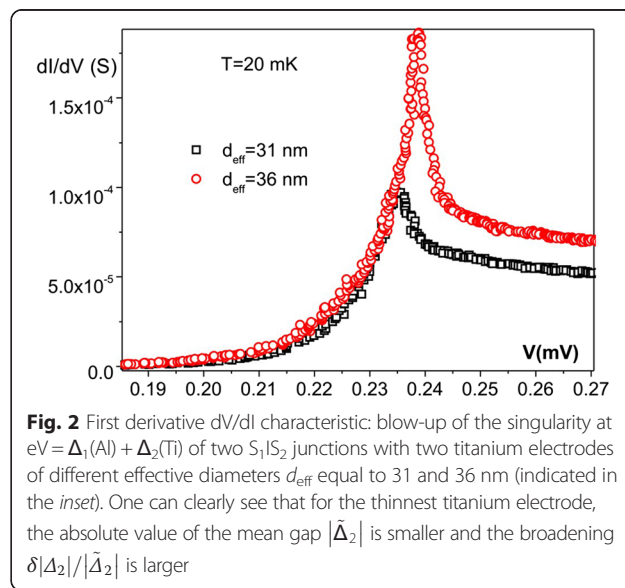 dI/dV (S)
T=20 mK
1.5x10⁻⁴
d_eff=31 nm
d_eff=36 nm
1.0x10⁻⁴
5.0x10⁻⁵
V(mV)
0.0
0.19 0.20 0.21 0.22 0.23 0.24 0.25 0.26 0.27
Fig. 2 First derivative dV/dI characteristic: blow-up of the singularity at
eV = Δ₁(Al) + Δ₂(Ti) of two S₁IS₂ junctions with two titanium electrodes
of different effective diameters d_eff equal to 31 and 36 nm (indicated in
the inset). One can clearly see that for the thinnest titanium electrode,
the absolute value of the mean gap |Δ̃₂| is smaller and the broadening
δ|Δ₂|/|Δ̃₂| is larger